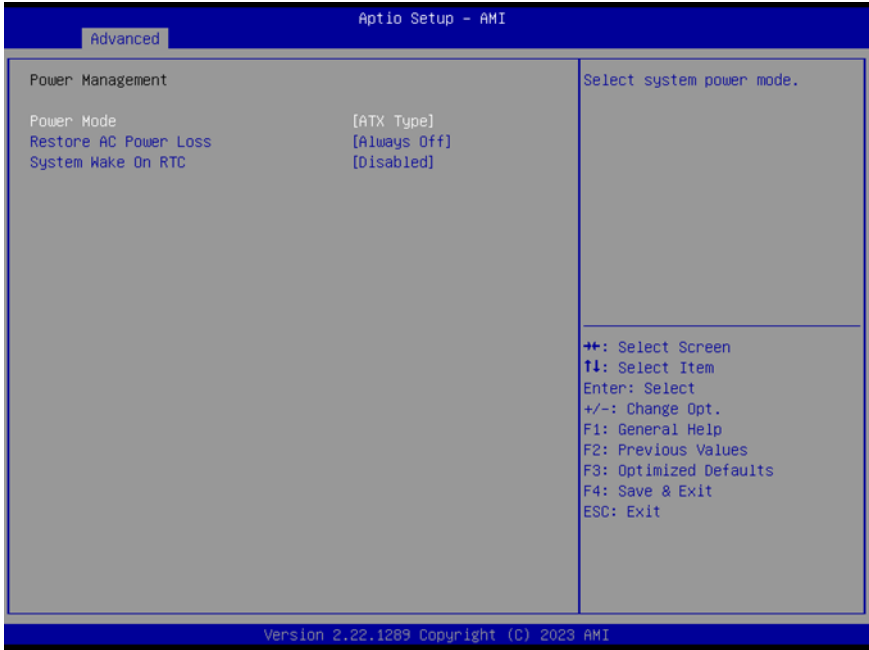 Aptio Setup - AMI
Advanced
Power Management
Power Mode [ATX Type]
Restore AC Power Loss [Always Off]
System Wake On RTC [Disabled]
Select system power mode.
→←: Select Screen
↑↓: Select Item
Enter: Select
+/-: Change Opt.
F1: General Help
F2: Previous Values
F3: Optimized Defaults
F4: Save & Exit
ESC: Exit
Version 2.22.1289 Copyright (C) 2023 AMI